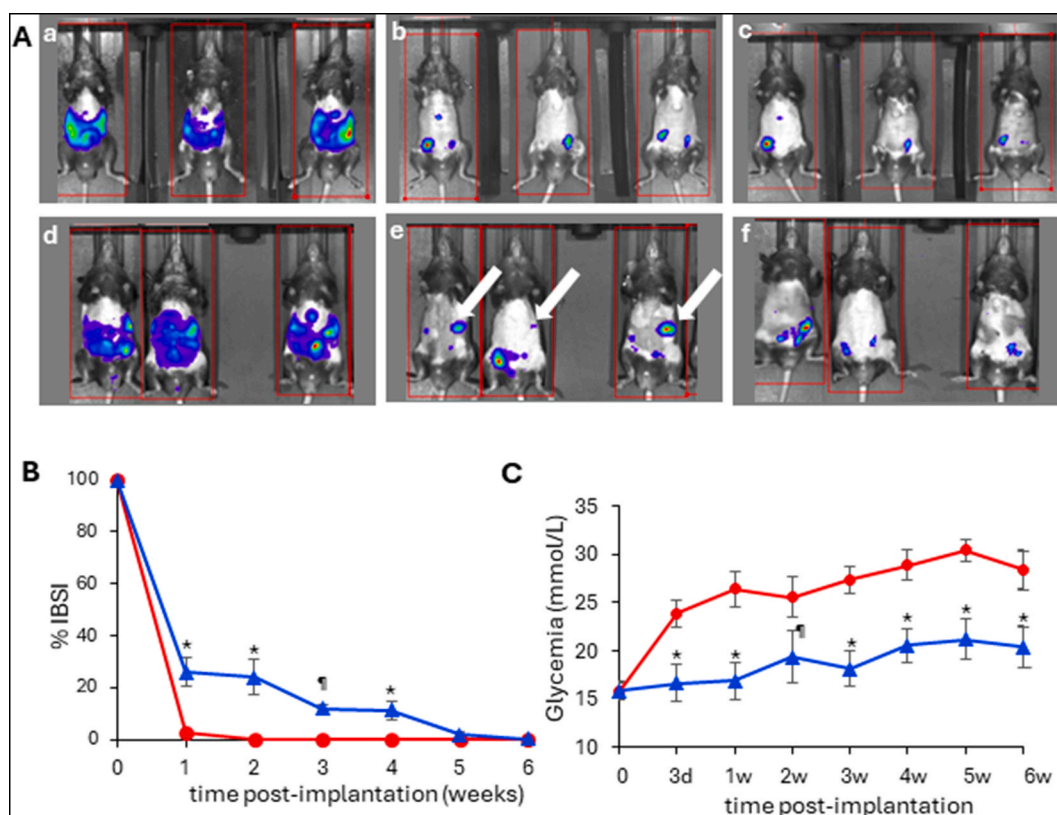 A
a
b
c
d
e
f
B
% IBSI
100
80
60
40
20
0
* * ¶ *
0 1 2 3 4 5 6
time post-implantation (weeks)
C
Glycemia (mmol/L)
35
30
25
20
15
10
* * ¶ * * * *
0 3d 1w 2w 3w 4w 5w 6w
time post-implantation